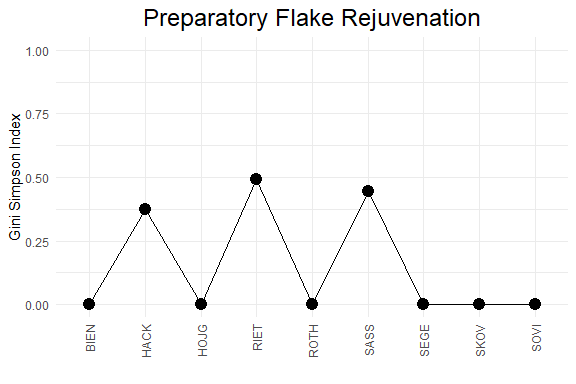 Preparatory Flake Rejuvenation
Gini Simpson Index
1.00
0.75
0.50
0.25
0.00
BIEN
HACK
HOJG
RIET
ROTH
SASS
SEGE
SKOV
SOVI